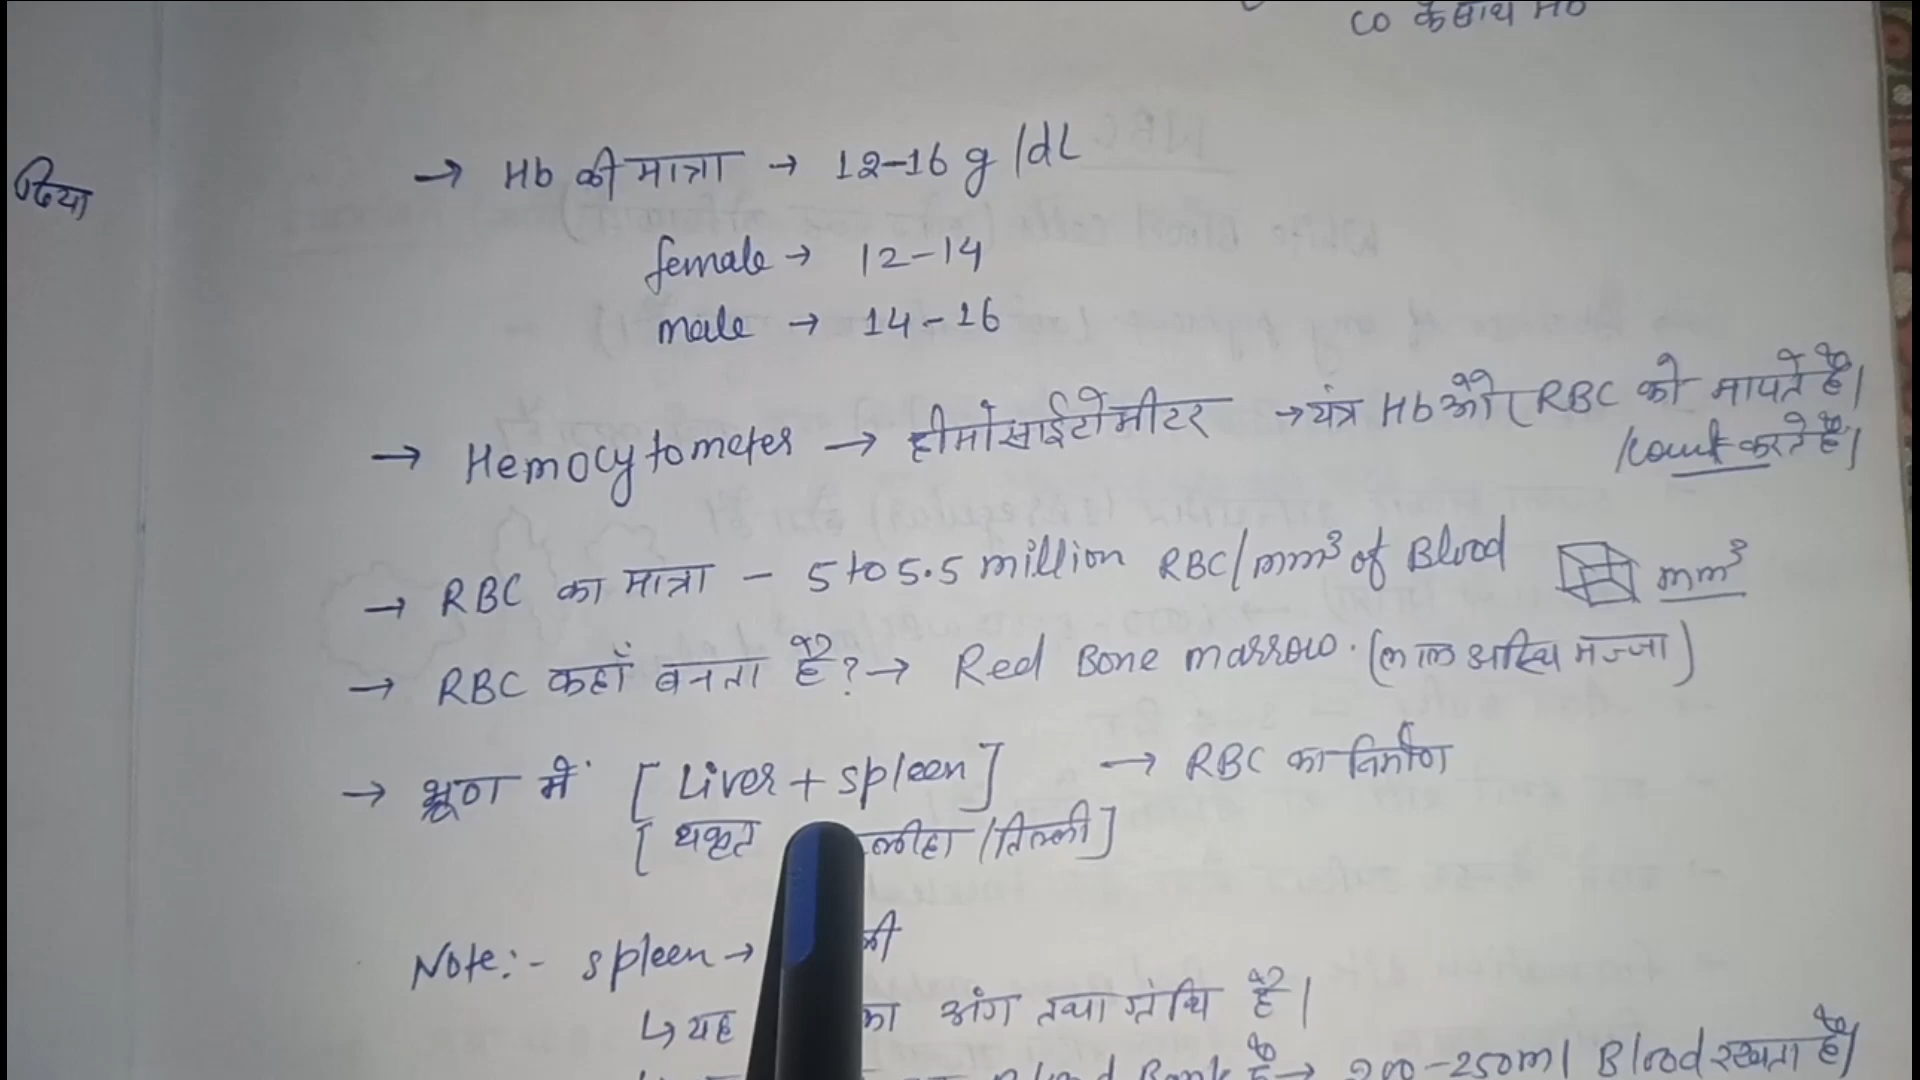 CO के साथ Hb
दिया
→ Hb की मात्रा → 12-16 g/dL
female → 12-14
male → 14-16
→ Hemocytometer → हीमोसाईटोमीटर → यंत्र Hb और RBC को मापते है।
/count करते है।
→ RBC का मात्रा - 5 to 5.5 million RBC/mm³ of Blood mm³
→ RBC कहाँ बनता है? → Red Bone marrow. (लाल अस्थि मज्जा)
→ भ्रूण में [Liver + spleen] → RBC का निर्माण
[यकृत /तिल्ली]
Note:- spleen →
↳ यह अंग तथा ग्रंथि है।
Blood Bank है → 200-250ml Blood रखता है।